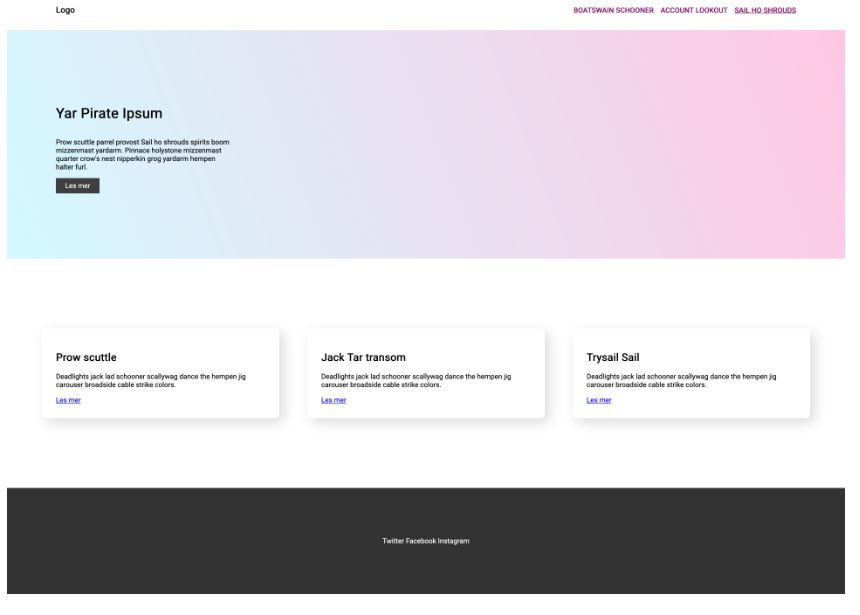 Logo
BOATSWAIN SCHOONER ACCOUNT LOOKOUT SAIL HO SHROUDS
Yar Pirate Ipsum
Prow scuttle parrel provost Sail ho shrouds spirits boom
mizzenmast yardarm. Pinnace holystone mizzenmast
quarter crow's nest nipperkin grog yardarm hempen
halter furl.
Les mer
Prow scuttle
Deadlights jack lad schooner scallywag dance the hempen jig
carouser broadside cable strike colors.
Les mer
Jack Tar transom
Deadlights jack lad schooner scallywag dance the hempen jig
carouser broadside cable strike colors.
Les mer
Trysail Sail
Deadlights jack lad schooner scallywag dance the hempen jig
carouser broadside cable strike colors.
Les mer
Twitter Facebook Instagram